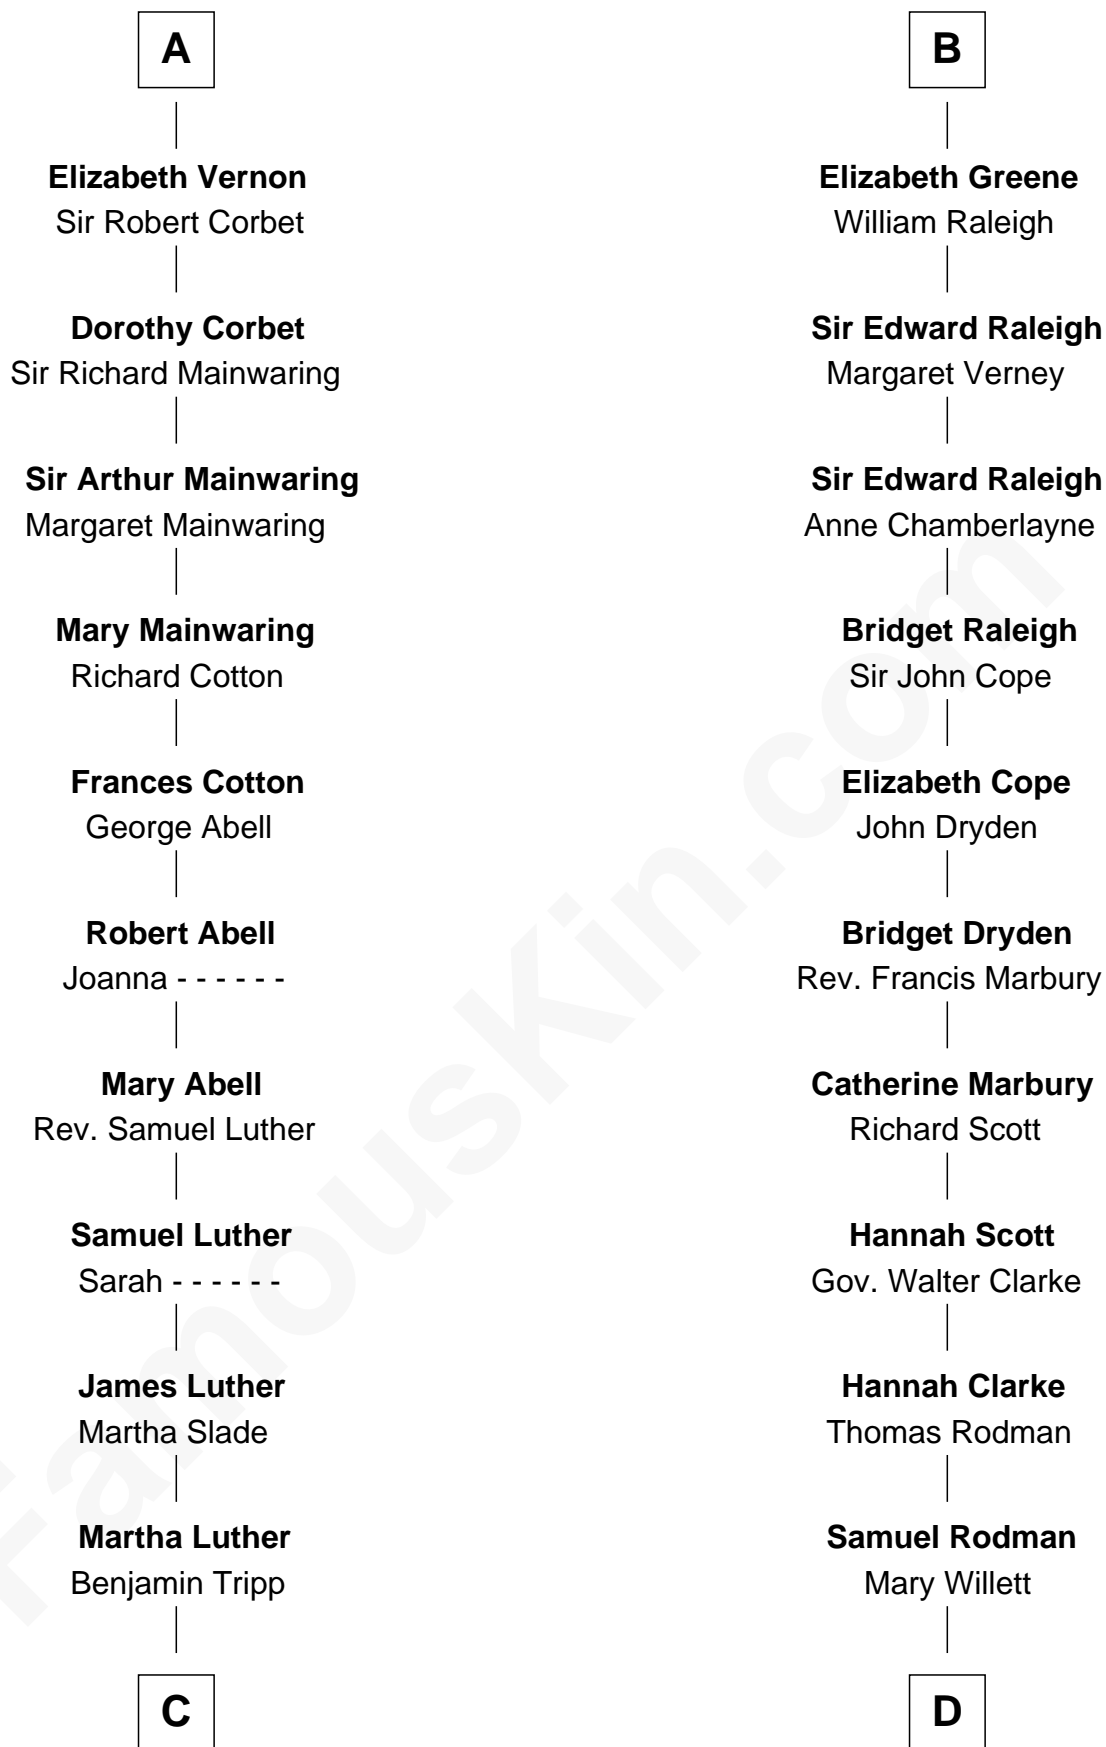 A
Elizabeth Vernon
Sir Robert Corbet
Dorothy Corbet
Sir Richard Mainwaring
Sir Arthur Mainwaring
Margaret Mainwaring
Mary Mainwaring
Richard Cotton
Frances Cotton
George Abell
Robert Abell
Joanna - - - - - -
Mary Abell
Rev. Samuel Luther
Samuel Luther
Sarah - - - - - -
James Luther
Martha Slade
Martha Luther
Benjamin Tripp
C
B
Elizabeth Greene
William Raleigh
Sir Edward Raleigh
Margaret Verney
Sir Edward Raleigh
Anne Chamberlayne
Bridget Raleigh
Sir John Cope
Elizabeth Cope
John Dryden
Bridget Dryden
Rev. Francis Marbury
Catherine Marbury
Richard Scott
Hannah Scott
Gov. Walter Clarke
Hannah Clarke
Thomas Rodman
Samuel Rodman
Mary Willett
D
FamousKin.com